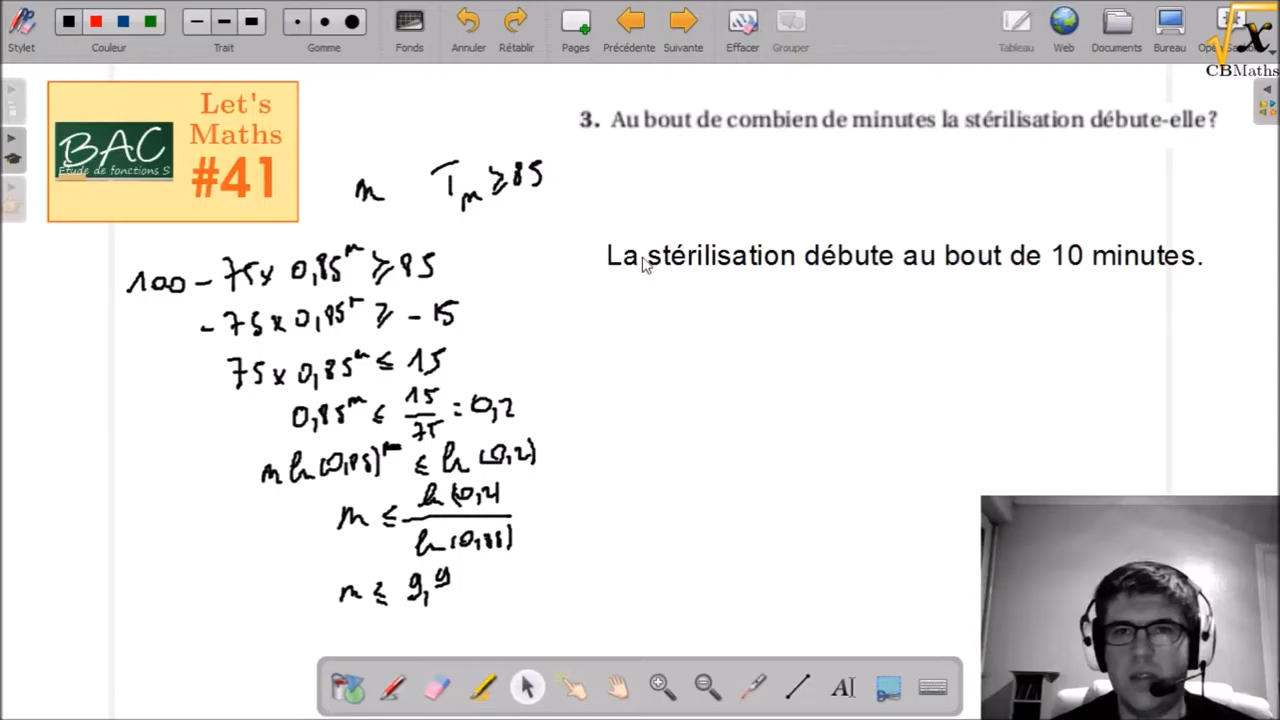 Stylet Couleur Trait Gomme Fonds Annuler Rétablir Pages Précédente Suivante Effacer Grouper Tableau Web Documents Bureau
CBMaths
Let's
Maths
#41
BAC
Etude de fonctions S
3. Au bout de combien de minutes la stérilisation débute-elle ?
n T_n ≥ 85
La stérilisation débute au bout de 10 minutes.
100 - 75 × 0,85^n ≥ 85
- 75 × 0,85^n ≥ - 15
75 × 0,85^n ≤ 15
0,85^n ≤ 15/75 = 0,2
n ln(0,85)^n ≤ ln(0,2)
n ≤ ln(0,2)/ln(0,85)
n ≤ 9,9
AI